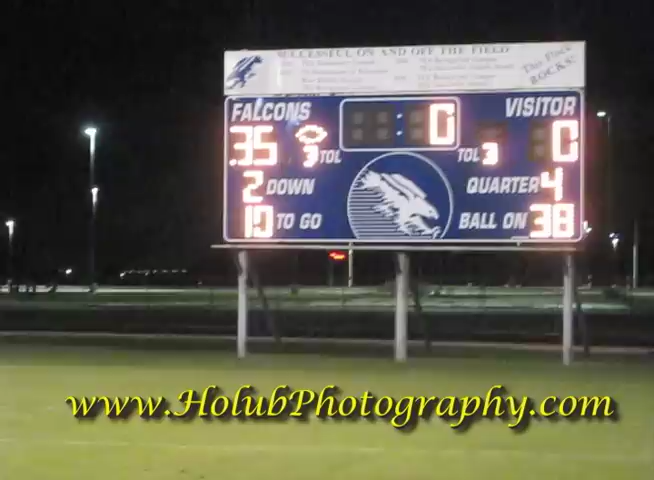 SUCCESSFUL ON AND OFF THE FIELD
The Flock
ROCKS!
FALCONS 0 VISITOR
35 3 TOL TOL 3 0
2 DOWN QUARTER 4
10 TO GO BALL ON 38
www.HolubPhotography.com